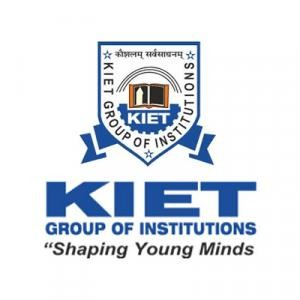 कौशलम् सर्वसाधनम्
KIET GROUP OF INSTITUTIONS
KIET
KIET
GROUP OF INSTITUTIONS
“Shaping Young Minds